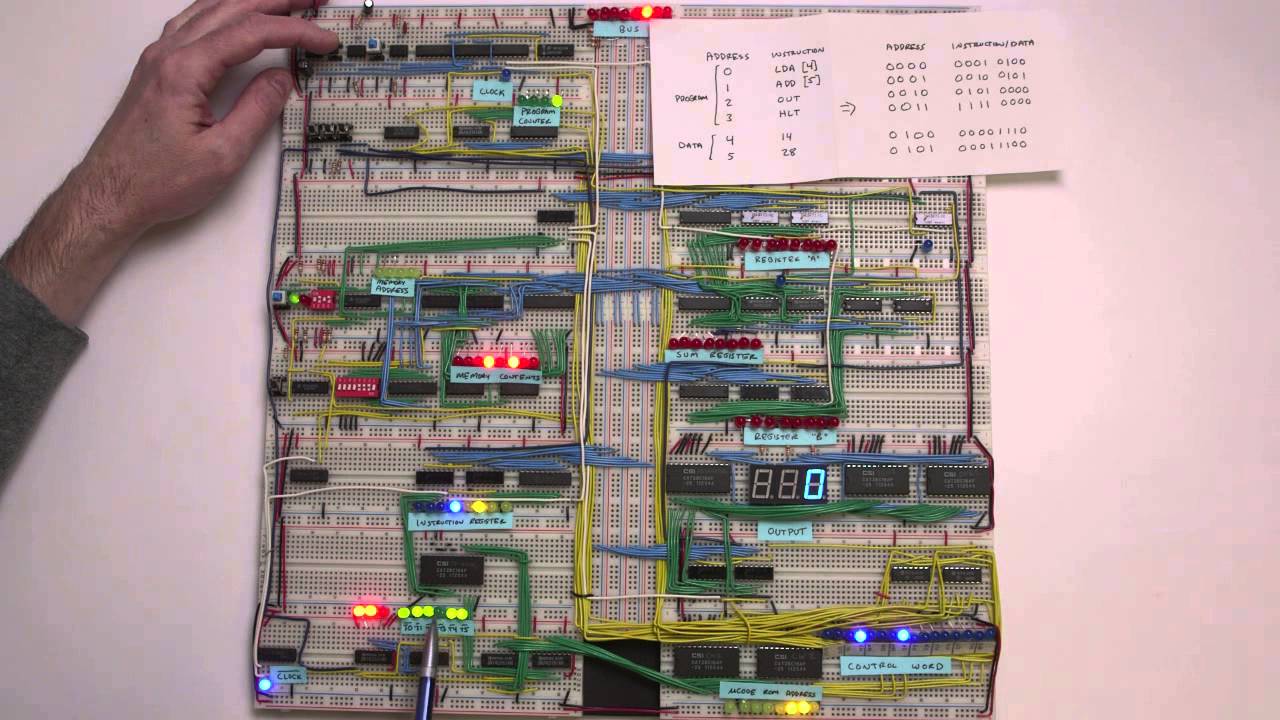 BUS
ADDRESS INSTRUCTION
PROGRAM
0 LDA [4]
1 ADD [5]
2 OUT
3 HLT
DATA
4 14
5 28
⇒
ADDRESS INSTRUCTION/DATA
0000 0001 0100
0001 0010 0101
0010 0101 0000
0011 1111 0000
0100 00001110
0101 00011100
CLOCK
PROGRAM
COUNTER
REGISTER "A"
MEMORY
ADDRESS
SUM REGISTER
MEMORY CONTENTS
REGISTER "B"
INSTRUCTION REGISTER
OUTPUT
0
CONTROL WORD
CLOCK
μCODE ROM ADDRESS